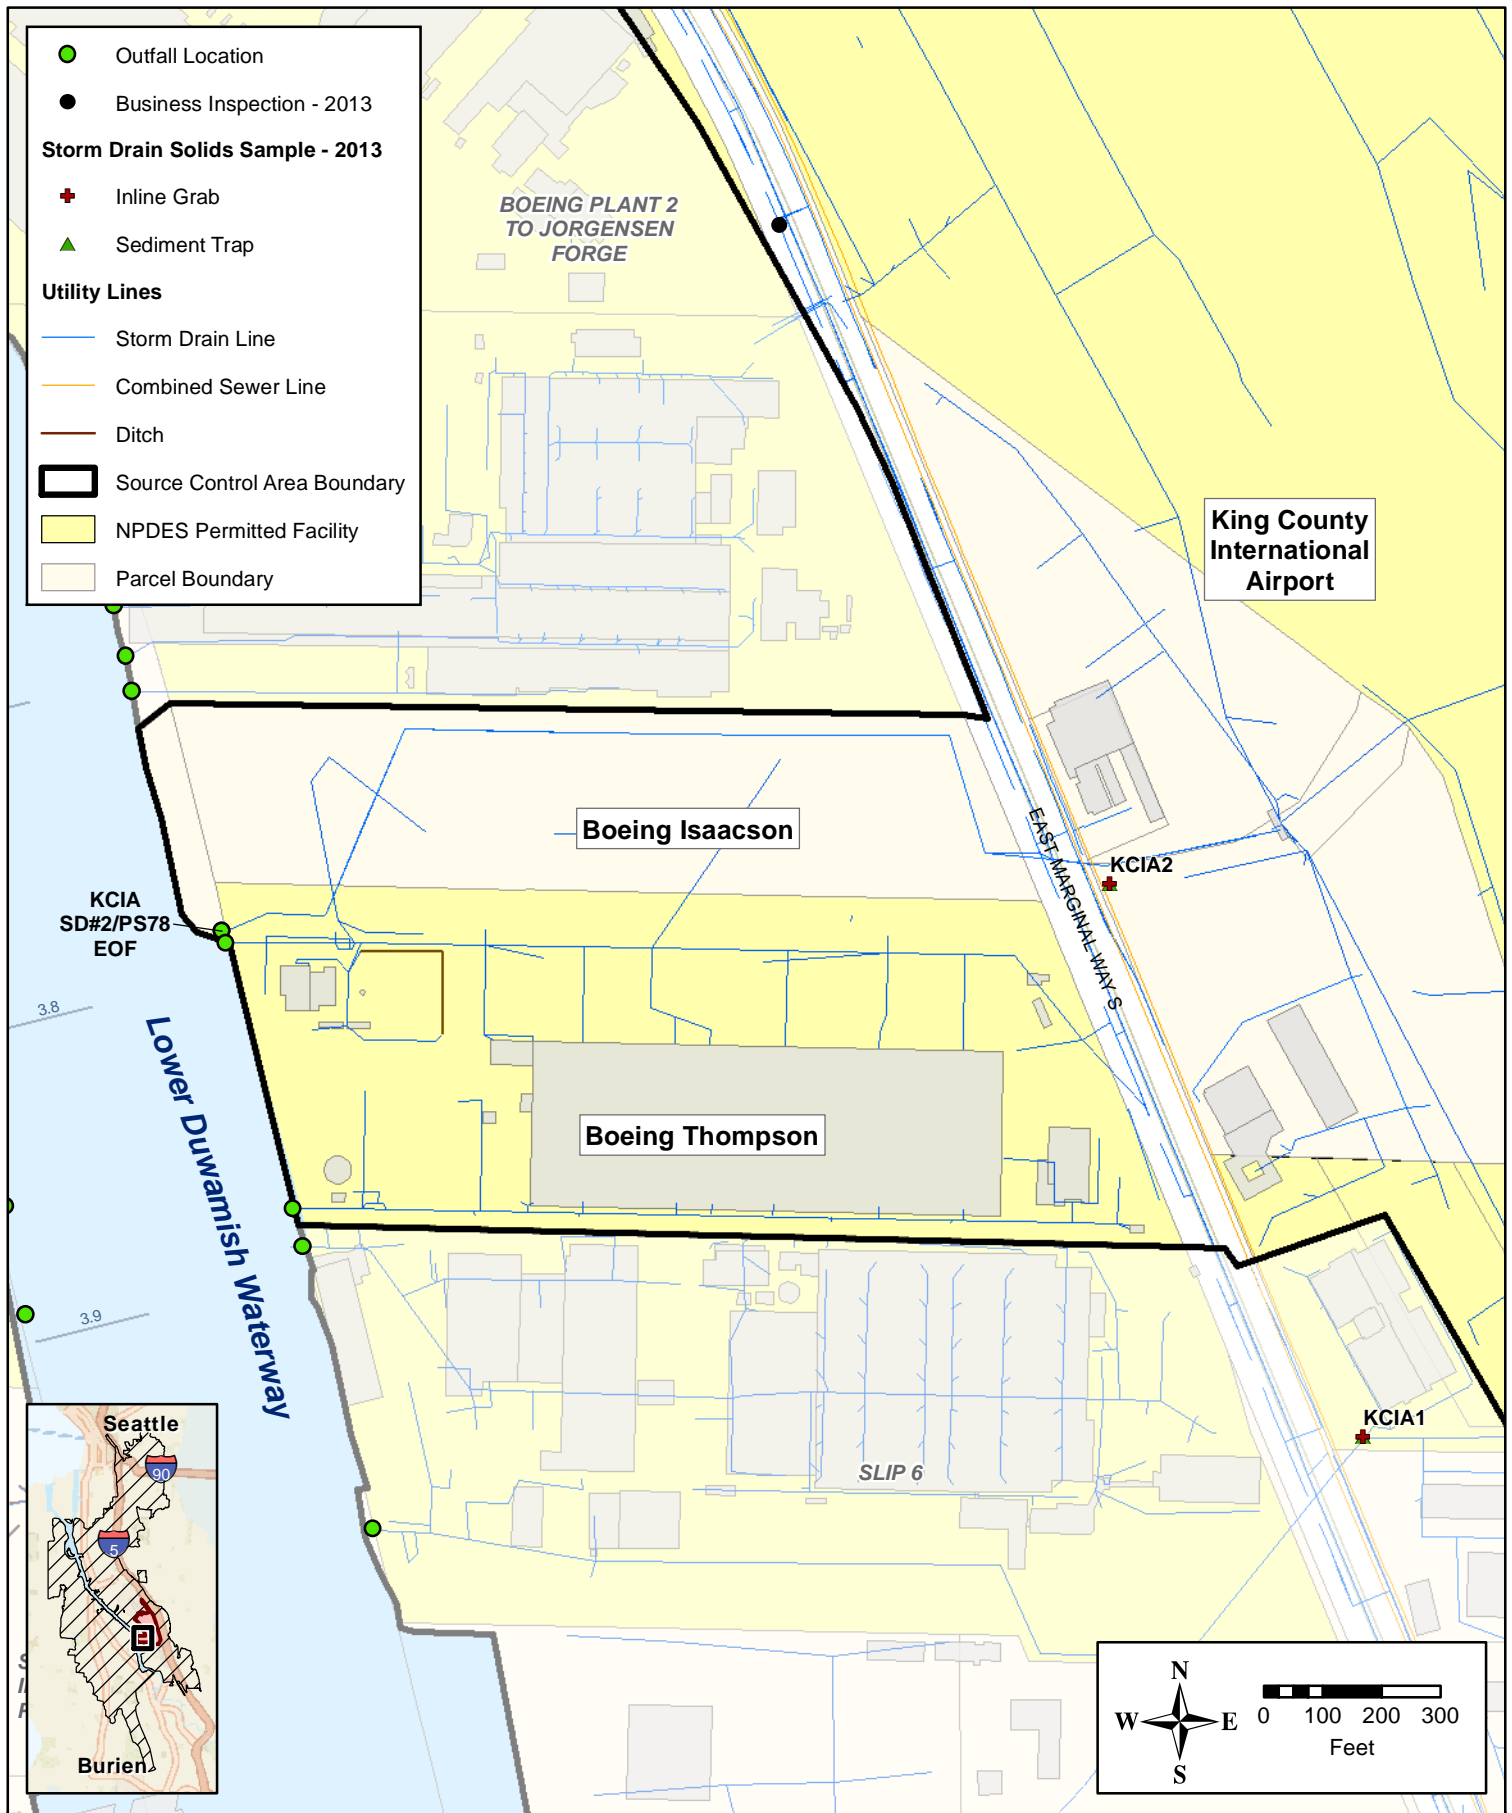 Outfall Location
Business Inspection - 2013
Storm Drain Solids Sample - 2013
Inline Grab
Sediment Trap
Utility Lines
Storm Drain Line
Combined Sewer Line
Ditch
Source Control Area Boundary
NPDES Permitted Facility
Parcel Boundary
BOEING PLANT 2
TO JORGENSEN
FORGE
King County
International
Airport
Boeing Isaacson
EAST MARGINAL WAY S
KCIA2
KCIA
SD#2/PS78
EOF
3.8
Lower Duwamish Waterway
Boeing Thompson
3.9
KCIA1
SLIP 6
Seattle
90
5
Burien
N
W
E
S
0
100
200
300
Feet